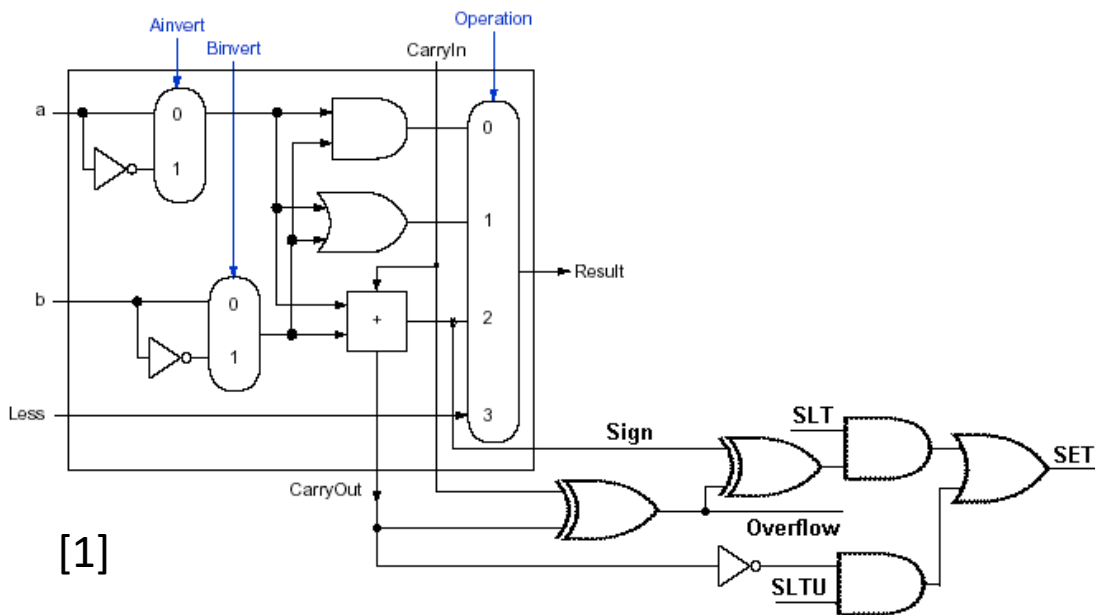 Ainvert
Operation
Binvert
CarryIn
a
0
1
0
1
b
0
1
+
2
Result
Less
3
SLT
Sign
SET
CarryOut
Overflow
[1]
SLTU